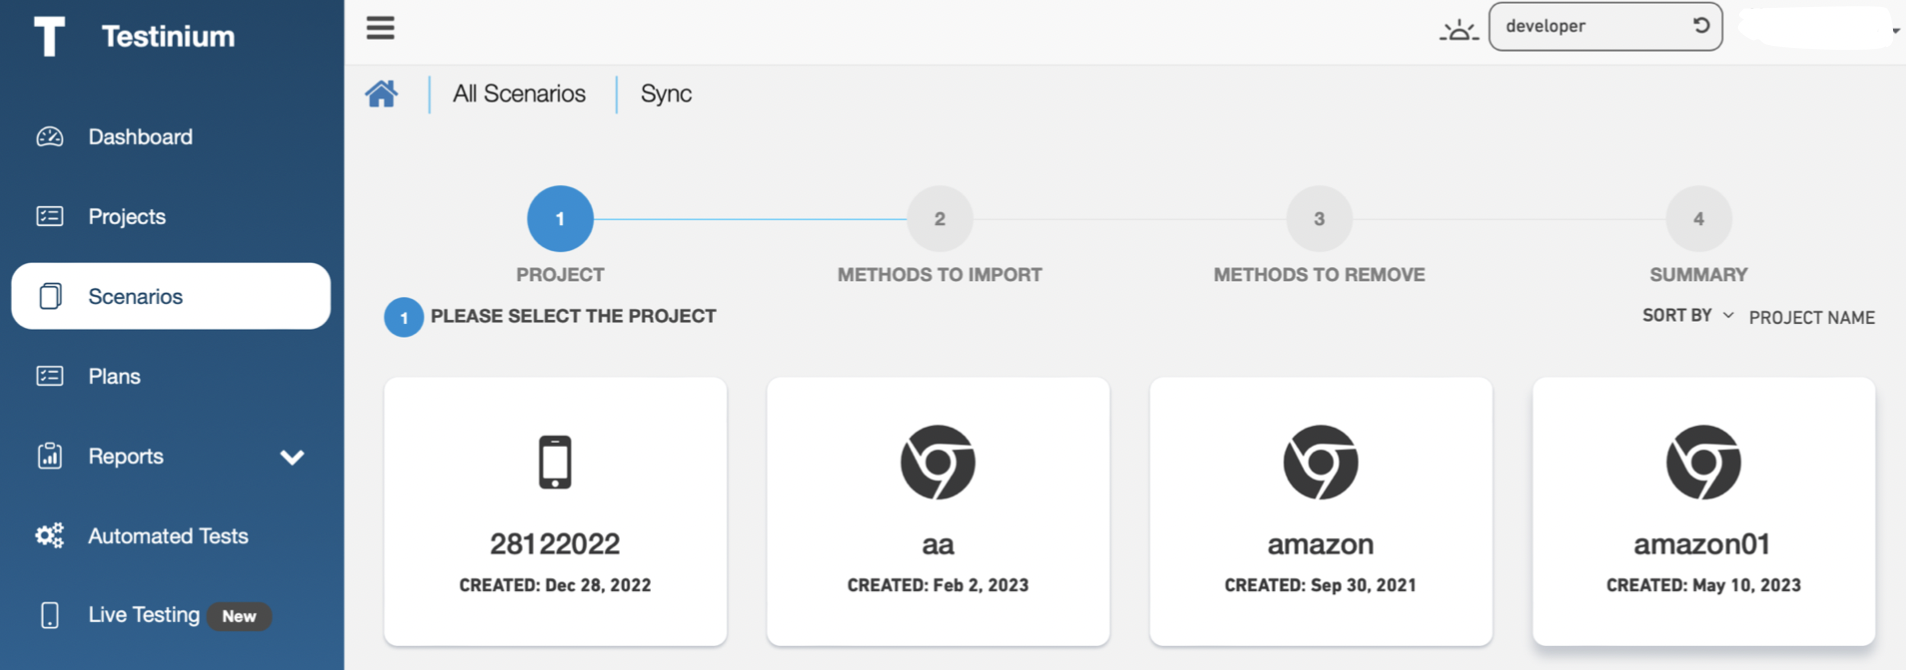 Testinium
developer
All Scenarios
Sync
Dashboard
Projects
Scenarios
Plans
Reports
Automated Tests
Live Testing New
1
2
3
4
PROJECT
METHODS TO IMPORT
METHODS TO REMOVE
SUMMARY
1 PLEASE SELECT THE PROJECT
SORT BY
PROJECT NAME
28122022
CREATED: Dec 28, 2022
aa
CREATED: Feb 2, 2023
amazon
CREATED: Sep 30, 2021
amazon01
CREATED: May 10, 2023